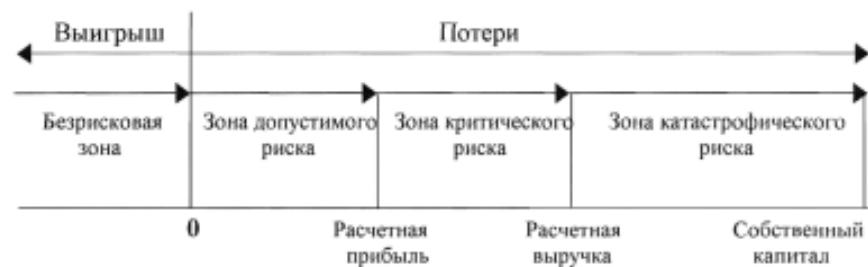 Выигрыш Потери
Безрисковая Зона допустимого Зона критического Зона катастрофического
зона риска риска риска
0 Расчетная Расчетная Собственный
прибыль выручка капитал